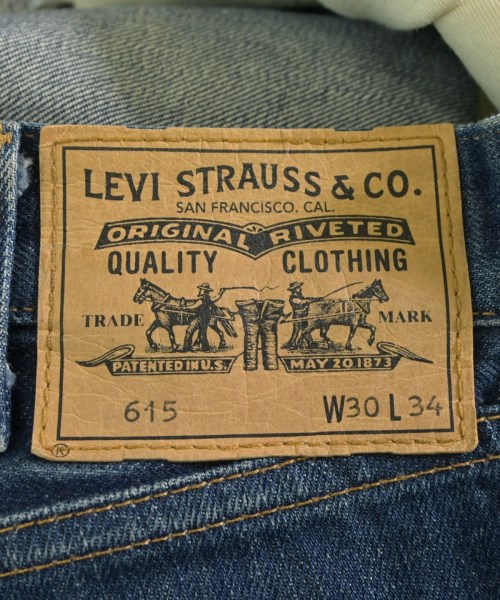 LEVI STRAUSS & CO.
SAN FRANCISCO. CAL.
ORIGINAL RIVETED
QUALITY CLOTHING
TRADE MARK
PATENTED IN U.S. MAY 20 1873
615 W30 L 34
®